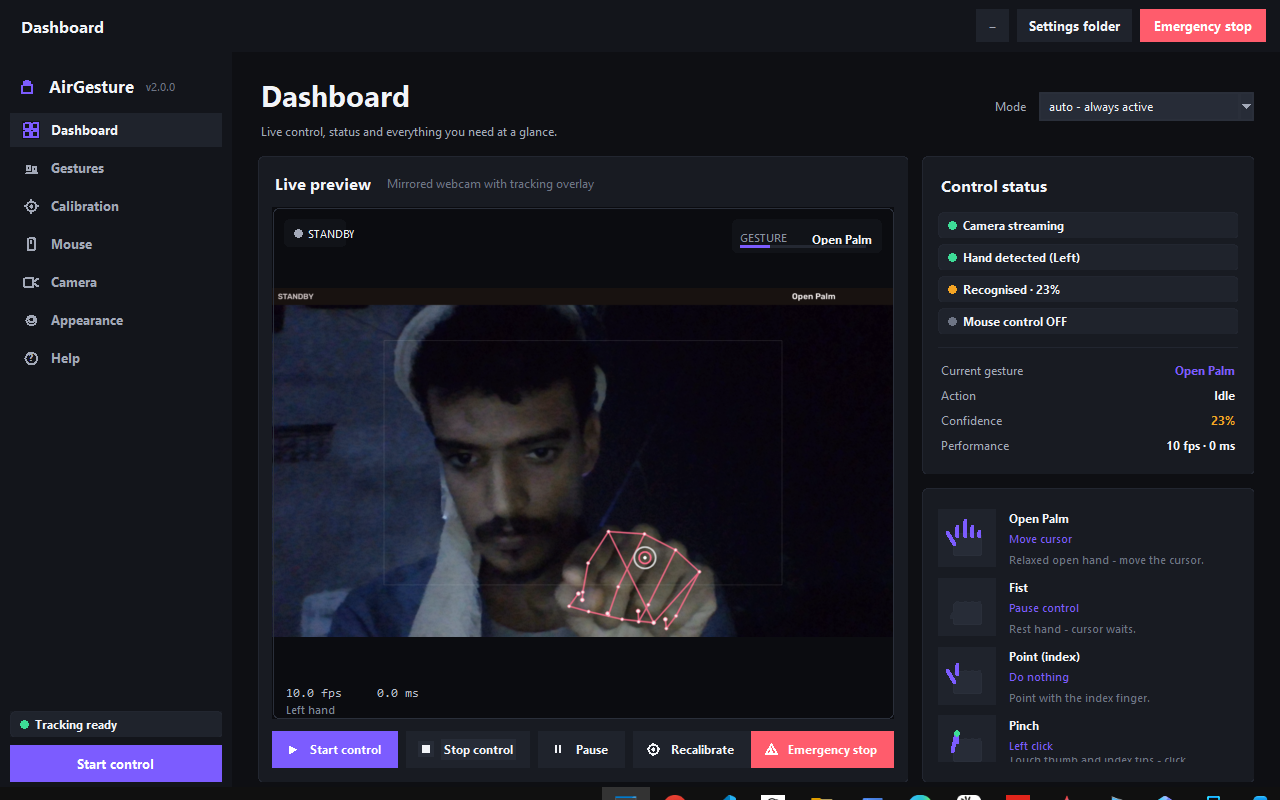 Dashboard
–
Settings folder
Emergency stop
AirGesture v2.0.0
Dashboard
Gestures
Calibration
Mouse
Camera
Appearance
Help
Tracking ready
Start control
Dashboard
Live control, status and everything you need at a glance.
Mode
auto - always active
Live preview
Mirrored webcam with tracking overlay
STANDBY
GESTURE
Open Palm
STANDBY
Open Palm
10.0 fps 0.0 ms
Left hand
Start control
Stop control
Pause
Recalibrate
Emergency stop
Control status
Camera streaming
Hand detected (Left)
Recognised · 23%
Mouse control OFF
Current gesture Open Palm
Action Idle
Confidence 23%
Performance 10 fps · 0 ms
Open Palm
Move cursor
Relaxed open hand - move the cursor.
Fist
Pause control
Rest hand - cursor waits.
Point (index)
Do nothing
Point with the index finger.
Pinch
Left click
Touch thumb and index tips - click.